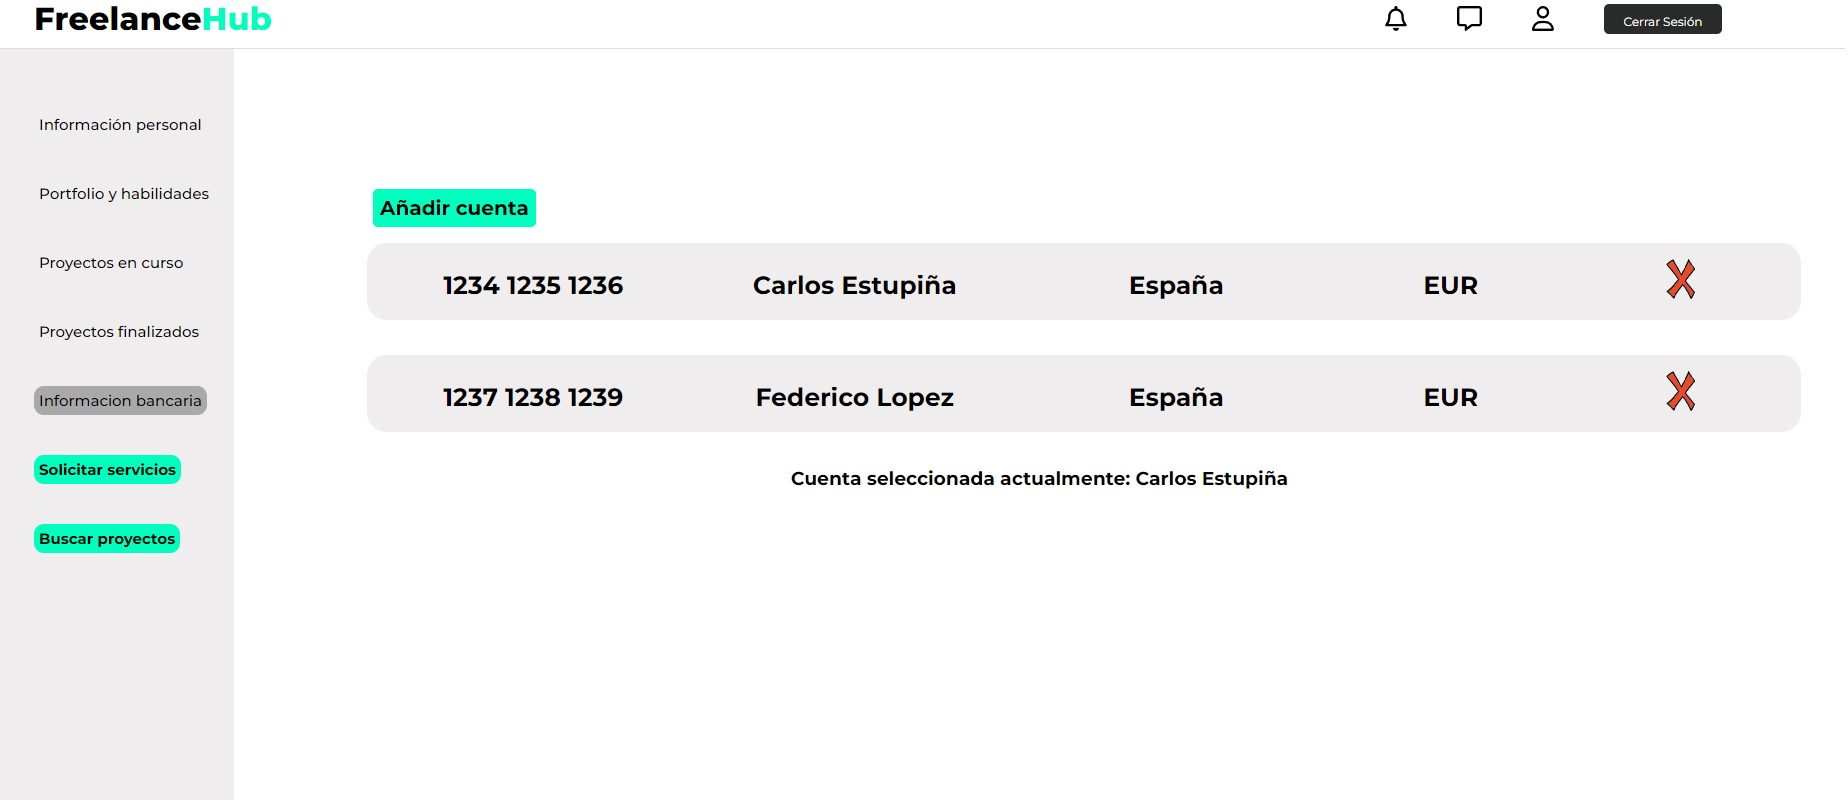 FreelanceHub
Cerrar Sesión
Información personal
Portfolio y habilidades
Proyectos en curso
Proyectos finalizados
Informacion bancaria
Solicitar servicios
Buscar proyectos
Añadir cuenta
1234 1235 1236 Carlos Estupiña España EUR
1237 1238 1239 Federico Lopez España EUR
Cuenta seleccionada actualmente: Carlos Estupiña